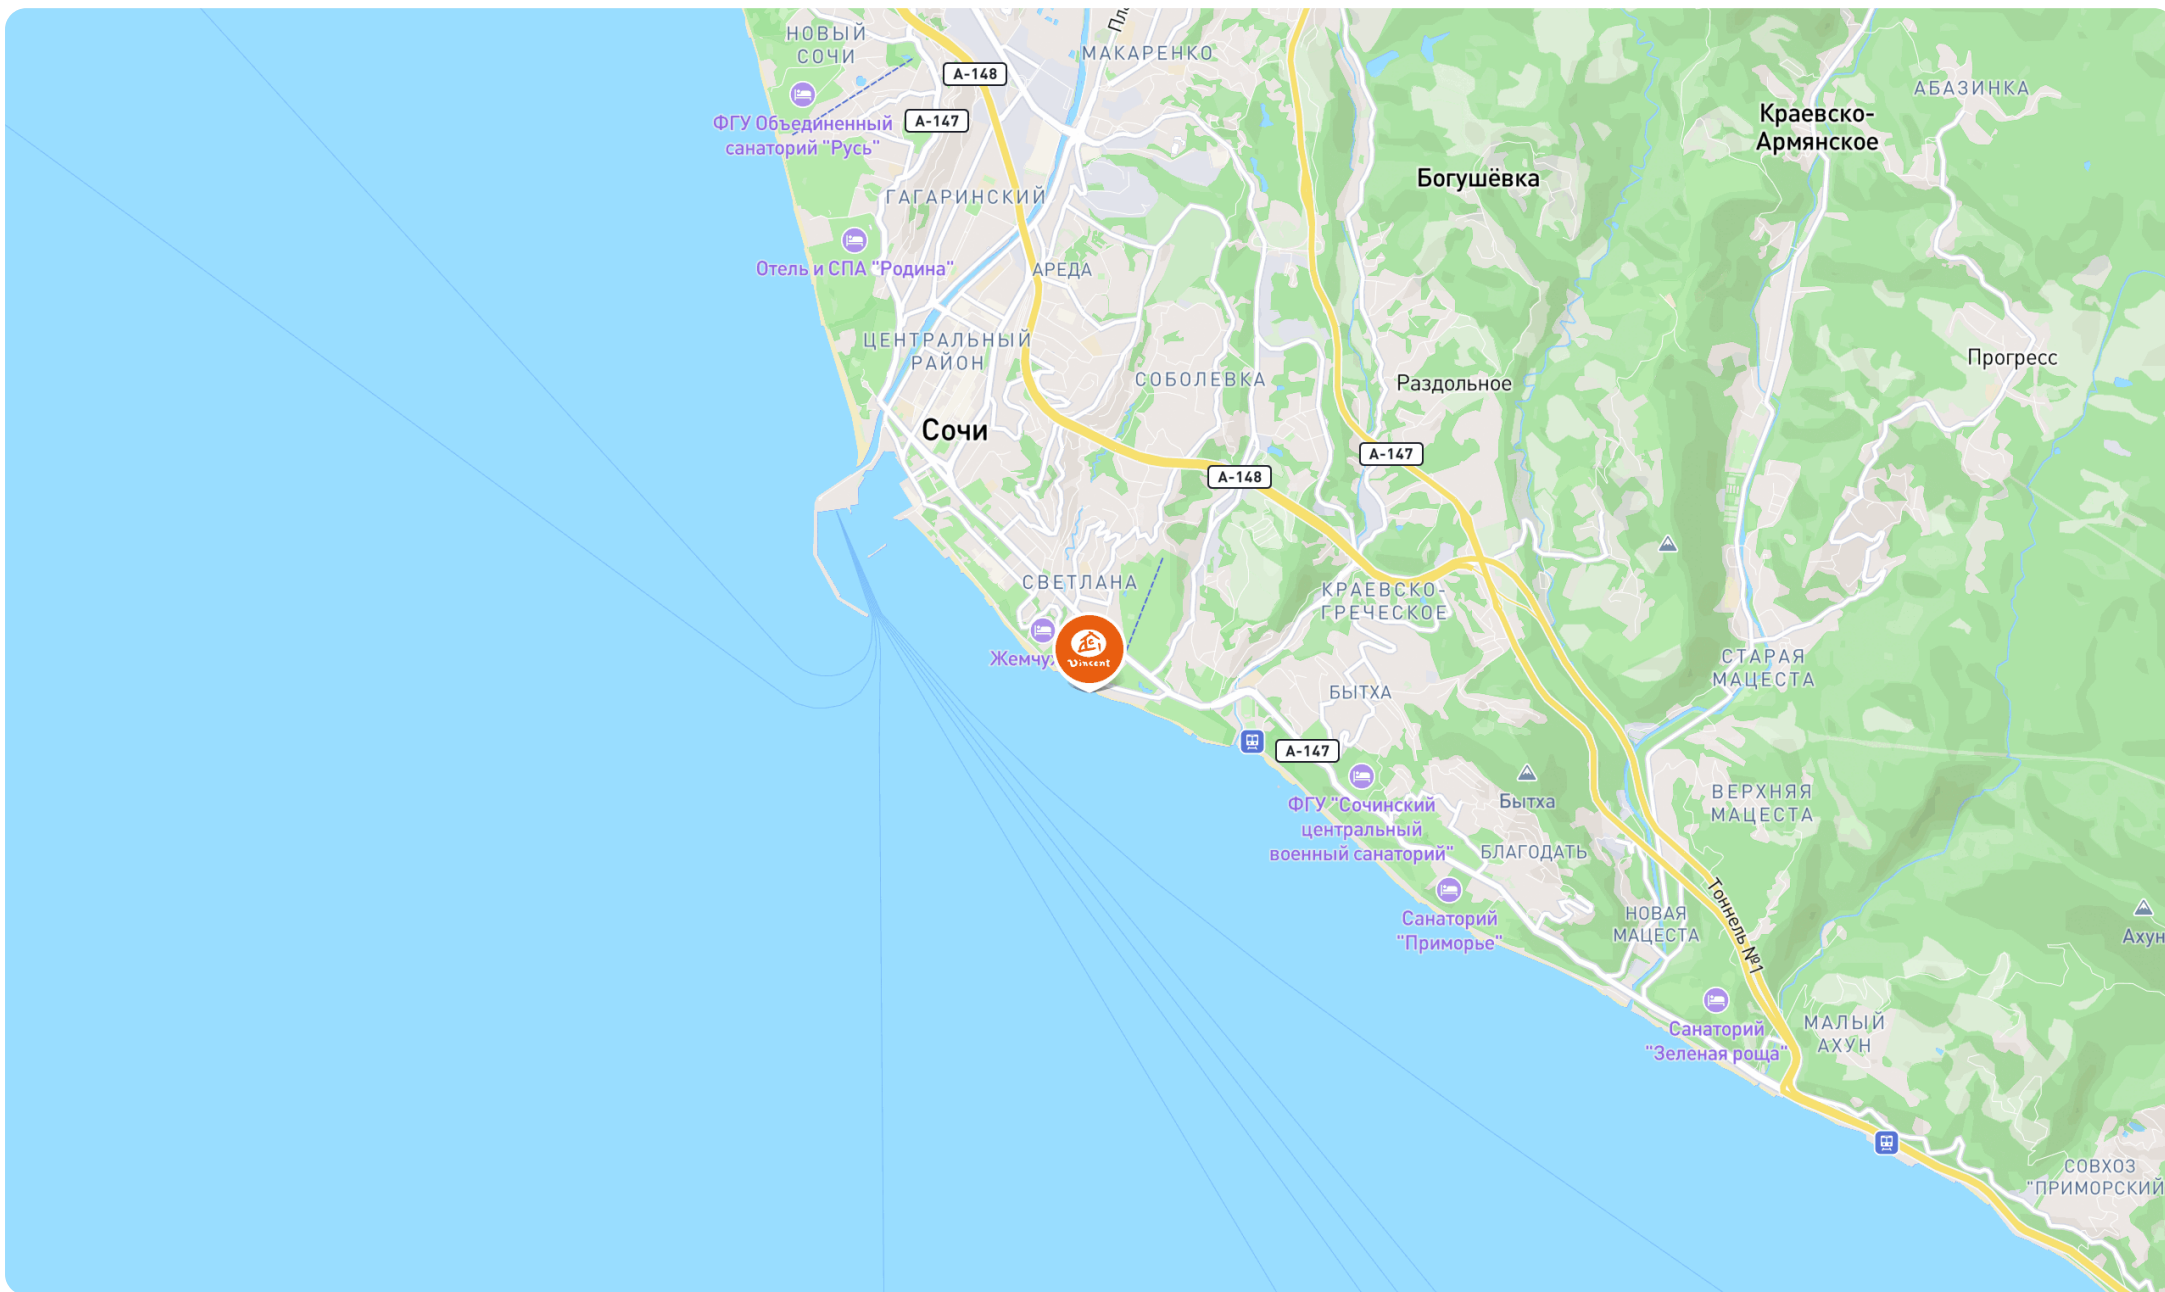 НОВЫЙ
СОЧИ
МАКАРЕНКО
А-148
А-147
ФГУ Объединенный
санаторий "Русь"
АБАЗИНКА
Краевско-
Армянское
Богушёвка
ГАГАРИНСКИЙ
Отель и СПА "Родина"
АРЕДА
ЦЕНТРАЛЬНЫЙ
РАЙОН
СОБОЛЕВКА
Прогресс
Раздольное
Сочи
А-147
А-148
СВЕТЛАНА
КРАЕВСКО-
ГРЕЧЕСКОЕ
Жемчу
Vincent
СТАРАЯ
МАЦЕСТА
БЫТХА
А-147
ФГУ "Сочинский
центральный
военный санаторий"
Бытха
ВЕРХНЯЯ
МАЦЕСТА
БЛАГОДАТЬ
Санаторий
"Приморье"
НОВАЯ
МАЦЕСТА
Тоннель №1
Ахун
Санаторий
"Зеленая роща"
МАЛЫЙ
АХУН
СОВХОЗ
"ПРИМОРСКИЙ